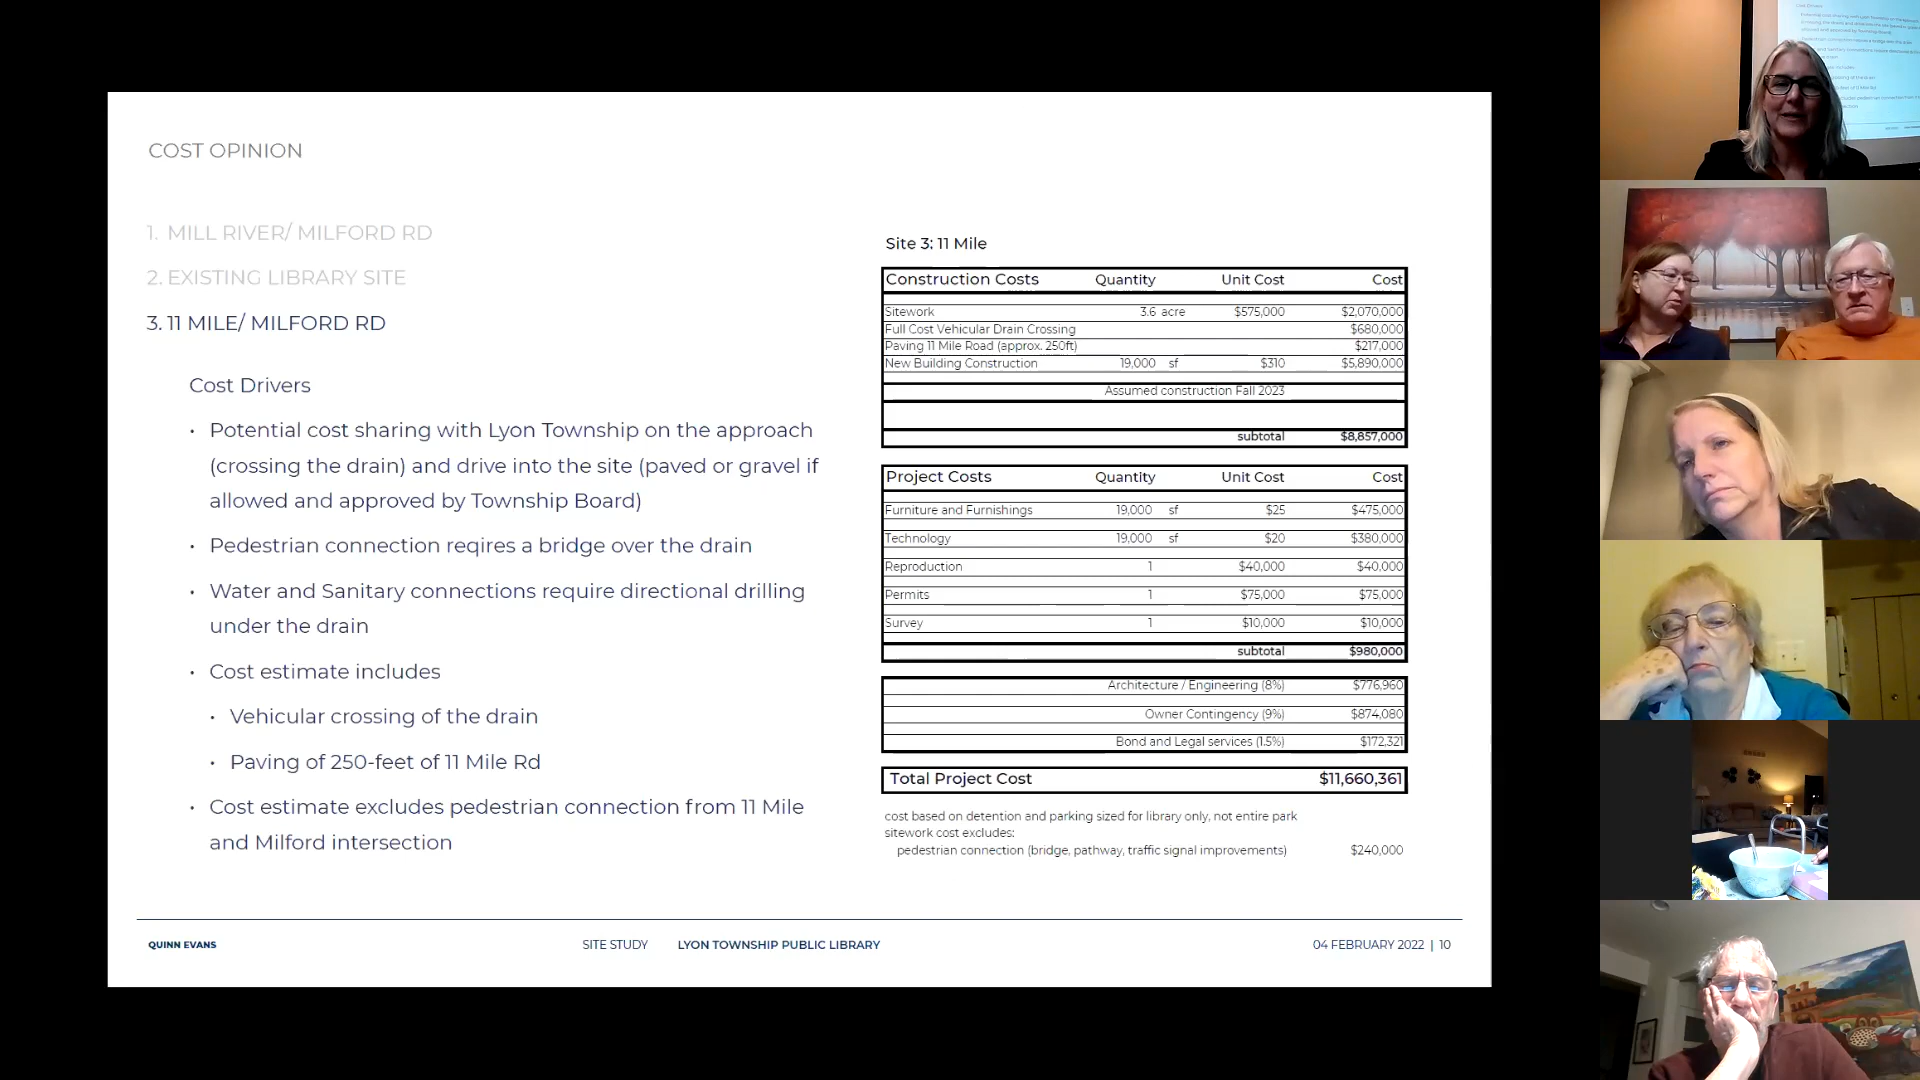 COST OPINION
1. MILL RIVER/ MILFORD RD
2. EXISTING LIBRARY SITE
3. 11 MILE/ MILFORD RD
Cost Drivers
• Potential cost sharing with Lyon Township on the approach
(crossing the drain) and drive into the site (paved or gravel if
allowed and approved by Township Board)
• Pedestrian connection reqires a bridge over the drain
• Water and Sanitary connections require directional drilling
under the drain
• Cost estimate includes
• Vehicular crossing of the drain
• Paving of 250-feet of 11 Mile Rd
• Cost estimate excludes pedestrian connection from 11 Mile
and Milford intersection
Site 3: 11 Mile
Construction Costs Quantity Unit Cost Cost
Sitework 3.6 acre $575,000 $2,070,000
Full Cost Vehicular Drain Crossing $680,000
Paving 11 Mile Road (approx. 250ft) $217,000
New Building Construction 19,000 sf $310 $5,890,000
Assumed construction Fall 2023
subtotal $8,857,000
Project Costs Quantity Unit Cost Cost
Furniture and Furnishings 19,000 sf $25 $475,000
Technology 19,000 sf $20 $380,000
Reproduction 1 $40,000 $40,000
Permits 1 $75,000 $75,000
Survey 1 $10,000 $10,000
subtotal $980,000
Architecture / Engineering (8%) $776,960
Owner Contingency (9%) $874,080
Bond and Legal services (1.5%) $172,321
Total Project Cost $11,660,361
cost based on detention and parking sized for library only, not entire park
sitework cost excludes:
pedestrian connection (bridge, pathway, traffic signal improvements) $240,000
QUINN EVANS SITE STUDY LYON TOWNSHIP PUBLIC LIBRARY 04 FEBRUARY 2022 | 10